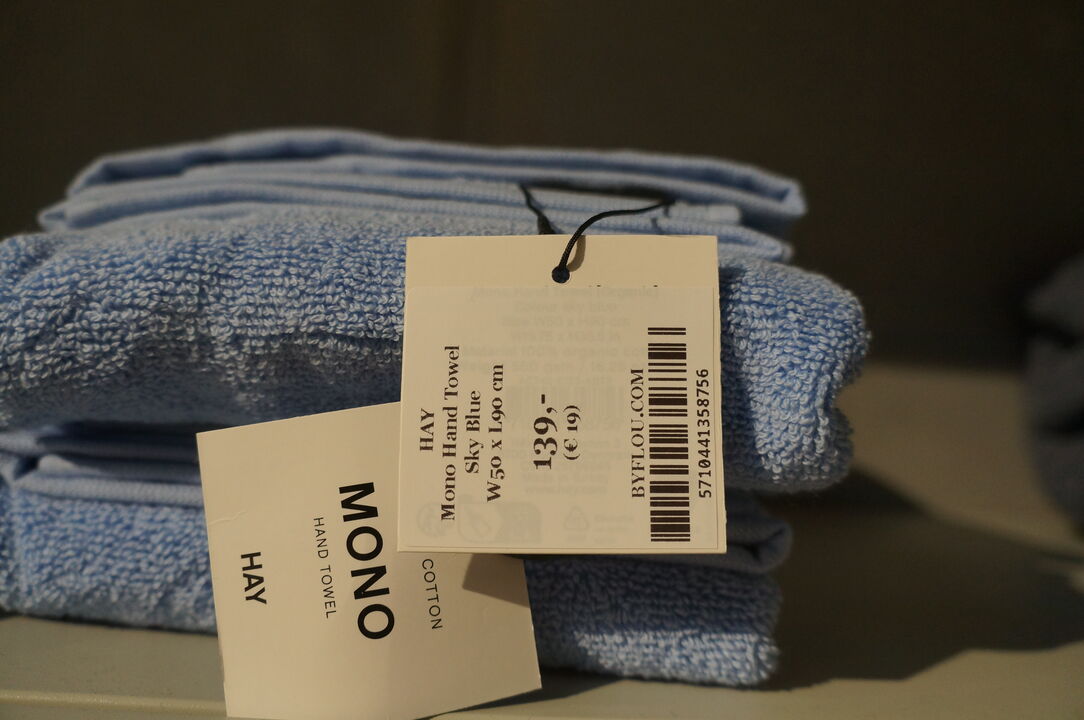 HAY
Mono Hand Towel
Sky Blue
W50 x L90 cm
139,-
(€ 19)
BYFLOU.COM
5710441358756
COTTON
MONO
HAND TOWEL
HAY